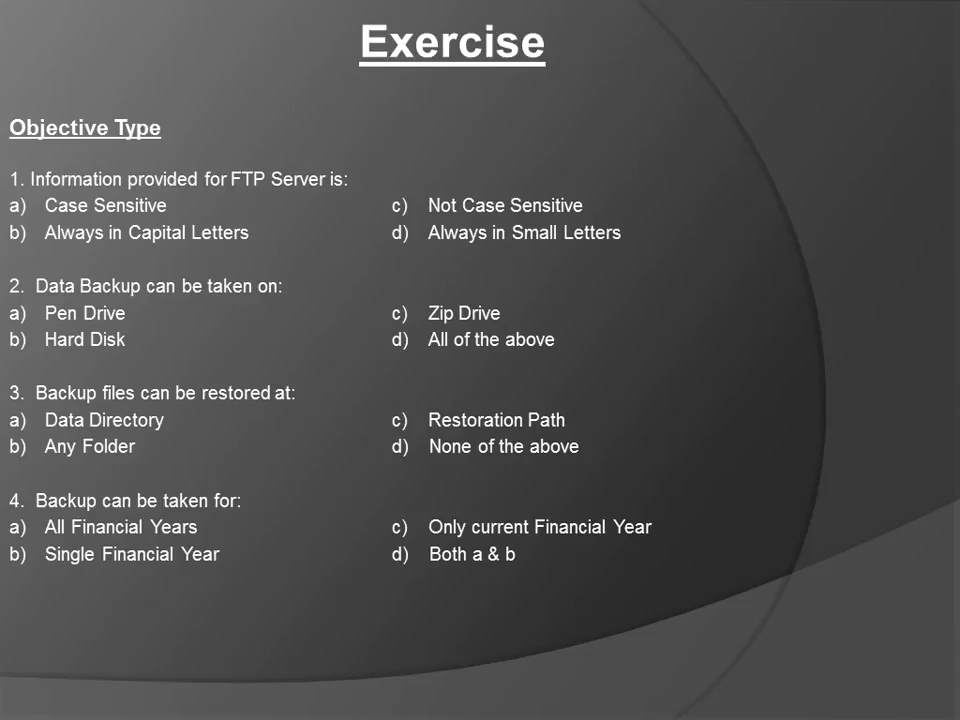 Exercise
Objective Type
1. Information provided for FTP Server is:
a) Case Sensitive c) Not Case Sensitive
b) Always in Capital Letters d) Always in Small Letters
2. Data Backup can be taken on:
a) Pen Drive c) Zip Drive
b) Hard Disk d) All of the above
3. Backup files can be restored at:
a) Data Directory c) Restoration Path
b) Any Folder d) None of the above
4. Backup can be taken for:
a) All Financial Years c) Only current Financial Year
b) Single Financial Year d) Both a & b